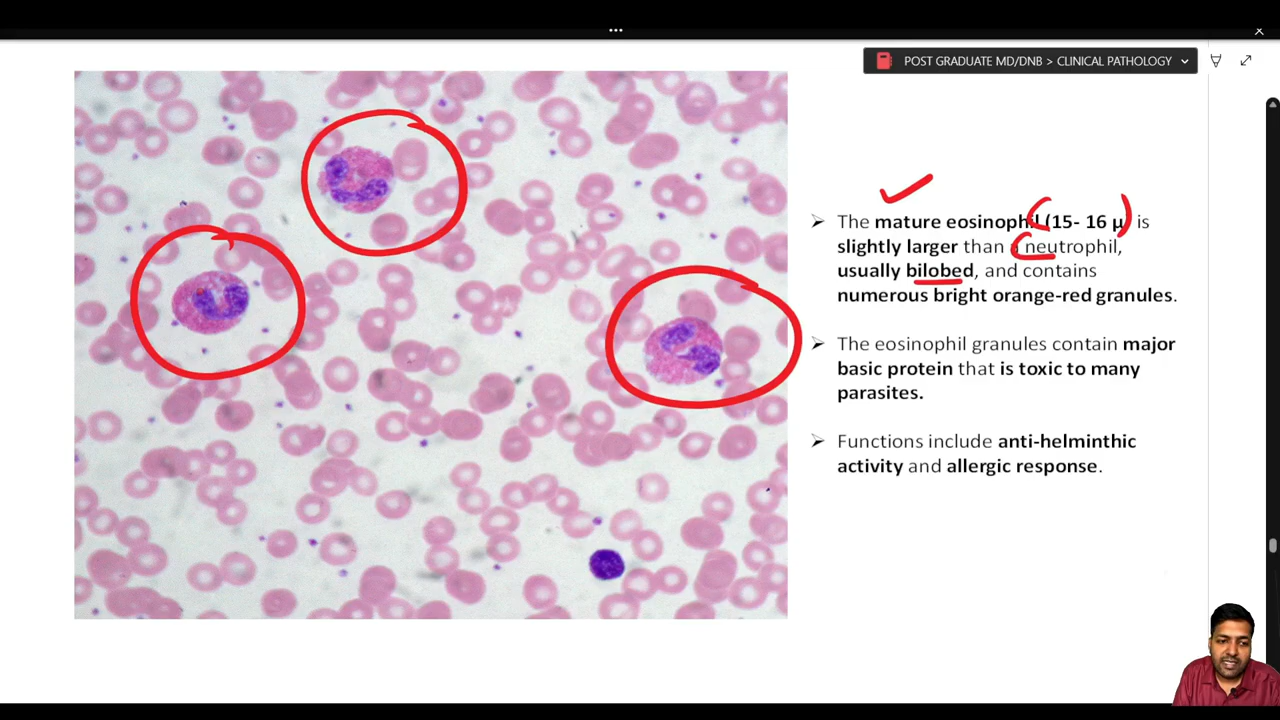 POST GRADUATE MD/DNB > CLINICAL PATHOLOGY
The mature eosinophil (15- 16 μ) is
slightly larger than a neutrophil,
usually bilobed, and contains
numerous bright orange-red granules.
The eosinophil granules contain major
basic protein that is toxic to many
parasites.
Functions include anti-helminthic
activity and allergic response.